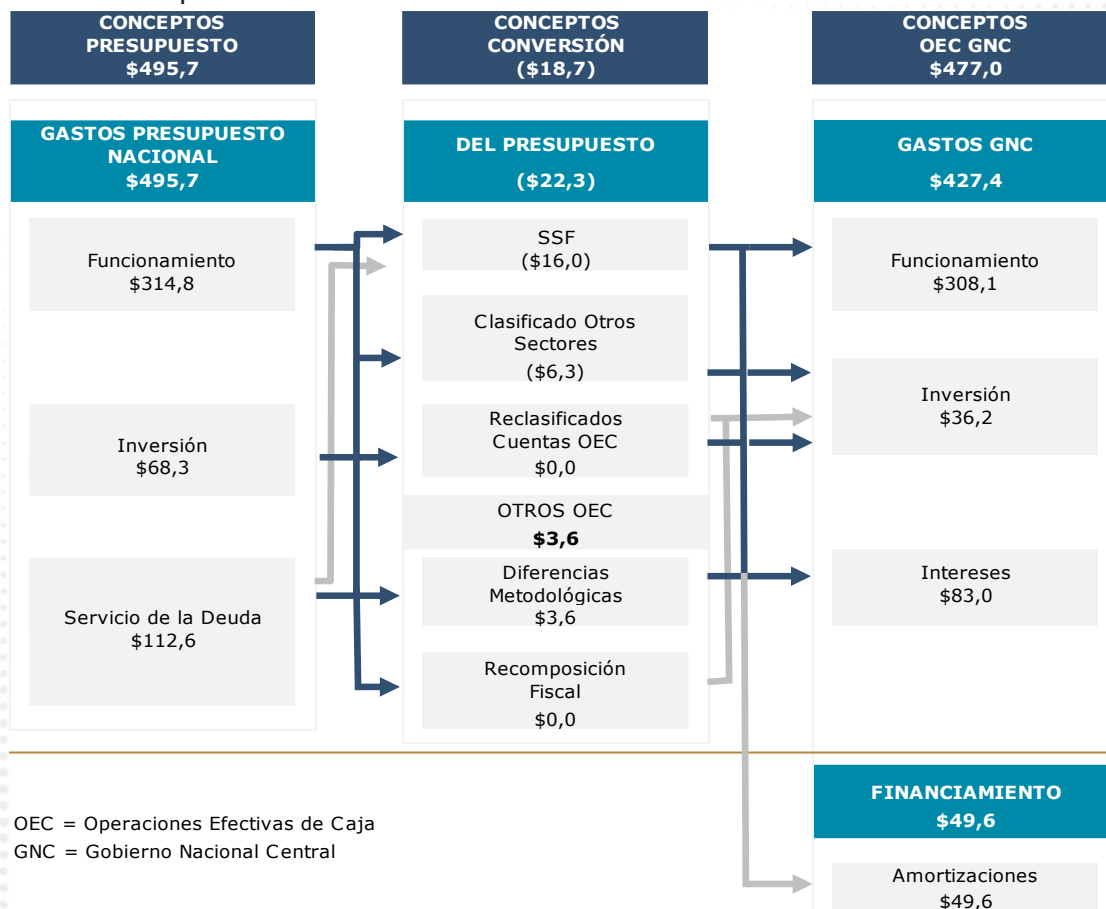 CONCEPTOS
PRESUPUESTO
$495,7
CONCEPTOS
CONVERSIÓN
($18,7)
CONCEPTOS
OEC GNC
$477,0
GASTOS PRESUPUESTO
NACIONAL
$495,7
DEL PRESUPUESTO
($22,3)
GASTOS GNC
$427,4
Funcionamiento
$314,8
SSF
($16,0)
Funcionamiento
$308,1
Clasificado Otros
Sectores
($6,3)
Inversión
$68,3
Reclasificados
Cuentas OEC
$0,0
Inversión
$36,2
OTROS OEC
$3,6
Servicio de la Deuda
$112,6
Diferencias
Metodológicas
$3,6
Intereses
$83,0
Recomposición
Fiscal
$0,0
FINANCIAMIENTO
$49,6
OEC = Operaciones Efectivas de Caja
GNC = Gobierno Nacional Central
Amortizaciones
$49,6